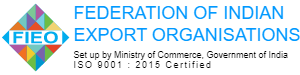 FIEO
FEDERATION OF INDIAN
EXPORT ORGANISATIONS
Set up by Ministry of Commerce, Government of India
ISO 9001 : 2015 Certified